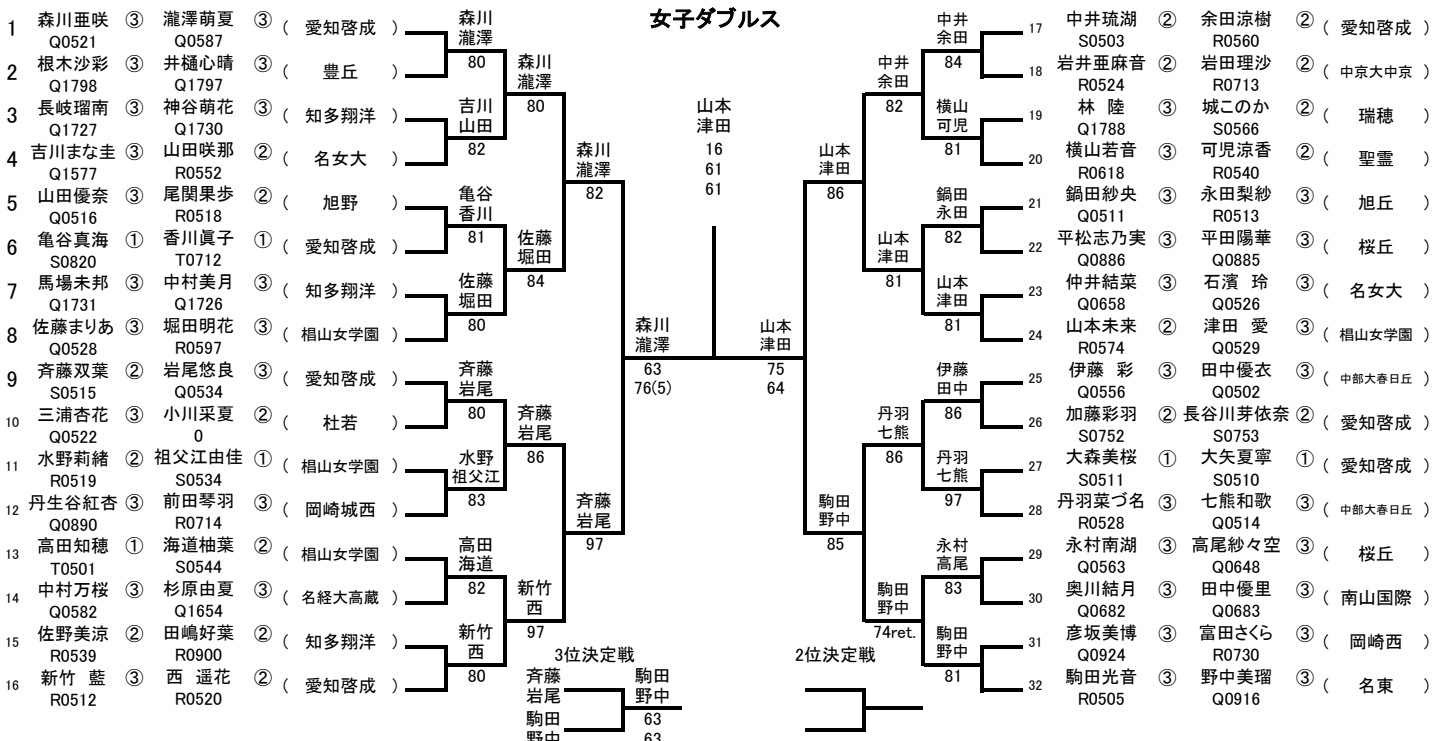 女子ダブルス
1 森川亜咲 ③ 瀧澤萌夏 ③ ( 愛知啓成 )
Q0521 Q0587
2 根木沙彩 ③ 井樋心晴 ③ ( 豊丘 )
Q1798 Q1797
3 長岐瑠南 ③ 神谷萌花 ③ ( 知多翔洋 )
Q1727 Q1730
4 吉川まな圭 ③ 山田咲那 ② ( 名女大 )
Q1577 R0552
5 山田優奈 ③ 尾関果歩 ② ( 旭野 )
Q0516 R0518
6 亀谷真海 ① 香川眞子 ① ( 愛知啓成 )
S0820 T0712
7 馬場未邦 ③ 中村美月 ③ ( 知多翔洋 )
Q1731 Q1726
8 佐藤まりあ ③ 堀田明花 ③ ( 椙山女学園 )
Q0528 R0597
9 斉藤双葉 ② 岩尾悠良 ③ ( 愛知啓成 )
S0515 Q0534
10 三浦杏花 ③ 小川采夏 ② ( 杜若 )
Q0522 0
11 水野莉緒 ② 祖父江由佳 ① ( 椙山女学園 )
R0519 S0534
12 丹生谷紅杏 ③ 前田琴羽 ③ ( 岡崎城西 )
Q0890 R0714
13 高田知穂 ① 海道柚葉 ② ( 椙山女学園 )
T0501 S0544
14 中村万桜 ③ 杉原由夏 ③ ( 名経大高蔵 )
Q0582 Q1654
15 佐野美涼 ② 田嶋好葉 ② ( 知多翔洋 )
R0539 R0900
16 新竹 藍 ③ 西 遥花 ② ( 愛知啓成 )
R0512 R0520
森川
瀧澤
80
吉川
山田
82
亀谷
香川
81
佐藤
堀田
80
斉藤
岩尾
80
水野
祖父江
83
高田
海道
82
新竹
西
80
森川
瀧澤
80
佐藤
堀田
84
斉藤
岩尾
86
新竹
西
97
森川
瀧澤
82
斉藤
岩尾
97
森川
瀧澤
63
76(5)
山本
津田
16
61
61
山本
津田
75
64
山本
津田
86
駒田
野中
85
中井
余田
82
山本
津田
81
丹羽
七熊
86
駒田
野中
74ret.
中井
余田
84
横山
可児
81
鍋田
永田
82
山本
津田
81
伊藤
田中
86
丹羽
七熊
97
永村
高尾
83
駒田
野中
81
17 中井琉湖 ② 余田涼樹 ② ( 愛知啓成 )
S0503 R0560
18 岩井亜麻音 ② 岩田理沙 ② ( 中京大中京 )
R0524 R0713
19 林 陸 ③ 城このか ② ( 瑞穂 )
Q1788 S0566
20 横山若音 ③ 可児涼香 ② ( 聖霊 )
R0618 R0540
21 鍋田紗央 ③ 永田梨紗 ③ ( 旭丘 )
Q0511 R0513
22 平松志乃実 ③ 平田陽華 ③ ( 桜丘 )
Q0886 Q0885
23 仲井結菜 ③ 石濱 玲 ③ ( 名女大 )
Q0658 Q0526
24 山本未来 ② 津田 愛 ③ ( 椙山女学園 )
R0574 Q0529
25 伊藤 彩 ③ 田中優衣 ③ ( 中部大春日丘 )
Q0556 Q0502
26 加藤彩羽 ② 長谷川芽依奈 ② ( 愛知啓成 )
S0752 S0753
27 大森美桜 ① 大矢夏寧 ① ( 愛知啓成 )
S0511 S0510
28 丹羽菜づ名 ③ 七熊和歌 ③ ( 中部大春日丘 )
R0528 Q0514
29 永村南湖 ③ 高尾紗々空 ③ ( 桜丘 )
Q0563 Q0648
30 奥川結月 ③ 田中優里 ③ ( 南山国際 )
Q0682 Q0683
31 彦坂美博 ③ 富田さくら ③ ( 岡崎西 )
Q0924 R0730
32 駒田光音 ③ 野中美瑠 ③ ( 名東 )
R0505 Q0916
3位決定戦
斉藤
岩尾
駒田
野中
駒田
野中
63
63
2位決定戦